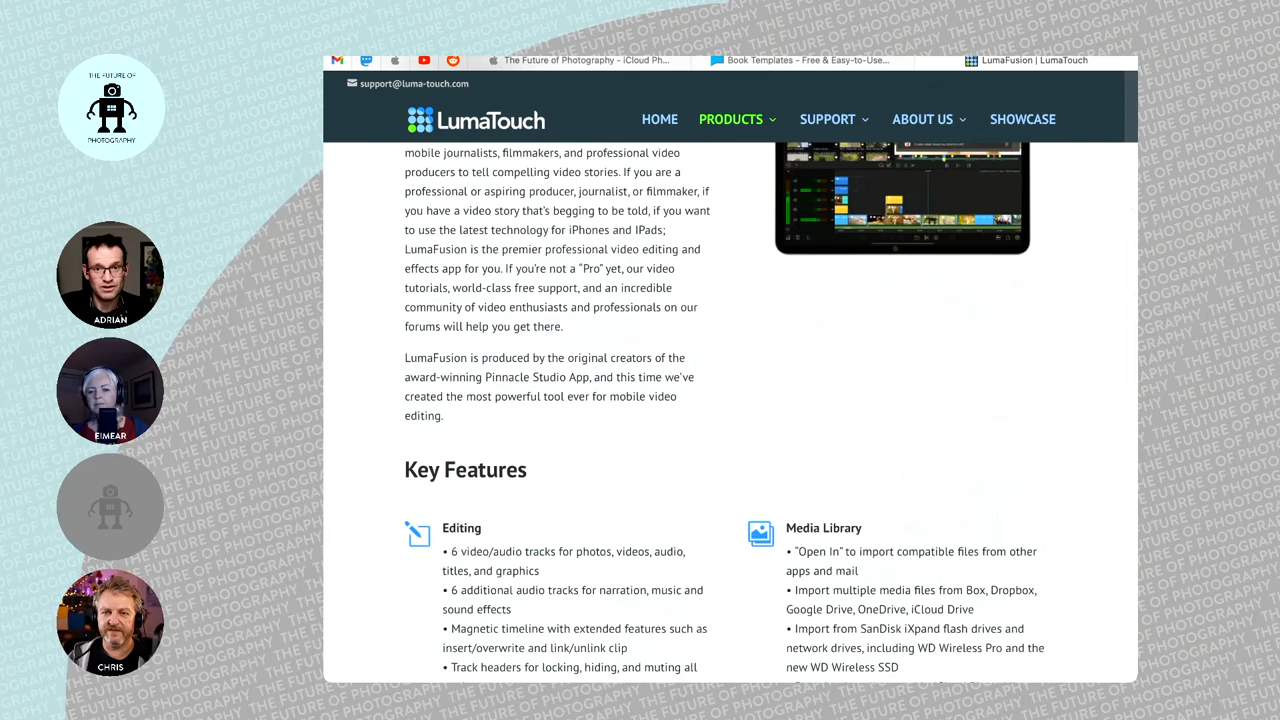 THE FUTURE OF
PHOTOGRAPHY
ADRIAN
EIMEAR
CHRIS
The Future of Photography - iCloud Ph...
Book Templates - Free & Easy-to-Use...
LumaFusion | LumaTouch
support@luma-touch.com
LumaTouch
HOME
PRODUCTS
SUPPORT
ABOUT US
SHOWCASE
mobile journalists, filmmakers, and professional video
producers to tell compelling video stories. If you are a
professional or aspiring producer, journalist, or filmmaker, if
you have a video story that's begging to be told, if you want
to use the latest technology for iPhones and IPads;
LumaFusion is the premier professional video editing and
effects app for you. If you're not a “Pro” yet, our video
tutorials, world-class free support, and an incredible
community of video enthusiasts and professionals on our
forums will help you get there.
LumaFusion is produced by the original creators of the
award-winning Pinnacle Studio App, and this time we've
created the most powerful tool ever for mobile video
editing.
Key Features
Editing
• 6 video/audio tracks for photos, videos, audio,
titles, and graphics
• 6 additional audio tracks for narration, music and
sound effects
• Magnetic timeline with extended features such as
insert/overwrite and link/unlink clip
• Track headers for locking, hiding, and muting all
Media Library
• “Open In” to import compatible files from other
apps and mail
• Import multiple media files from Box, Dropbox,
Google Drive, OneDrive, iCloud Drive
• Import from SanDisk iXpand flash drives and
network drives, including WD Wireless Pro and the
new WD Wireless SSD